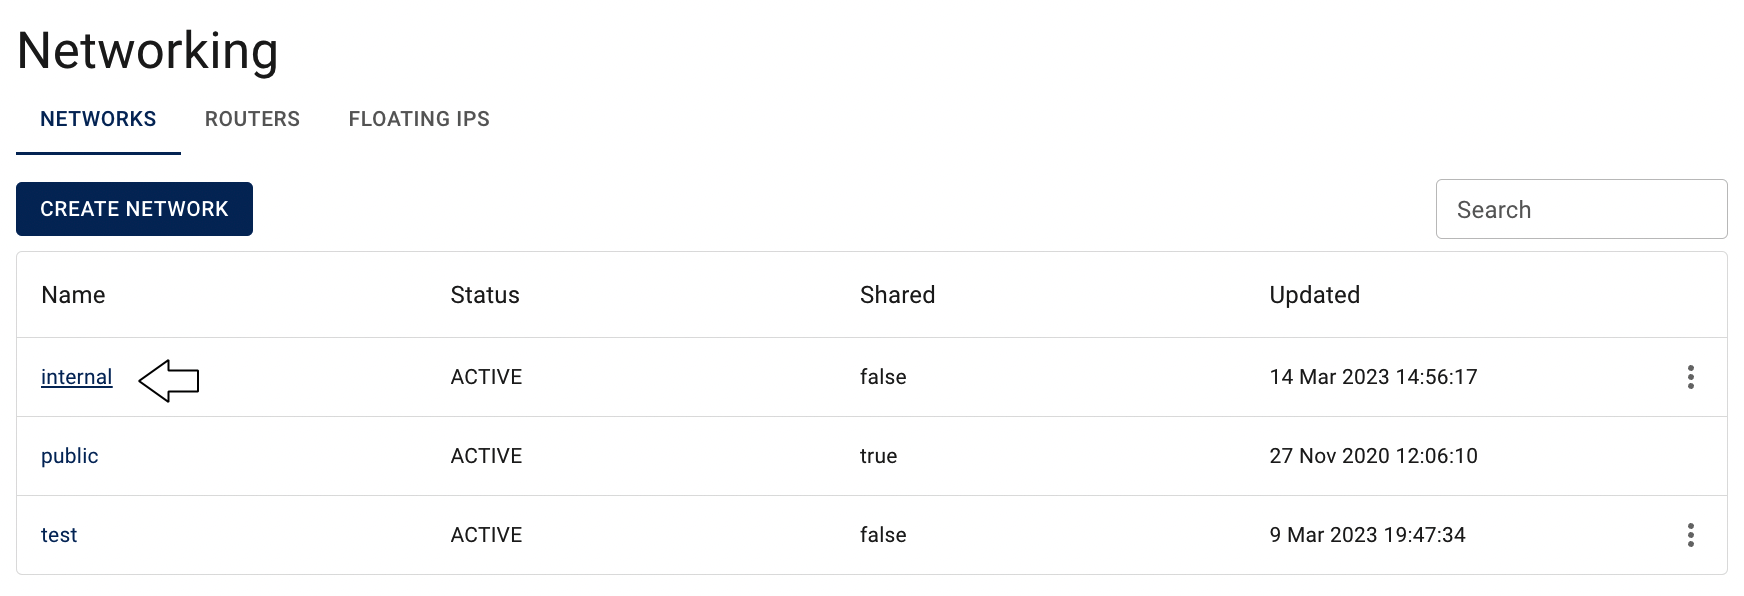 Networking
NETWORKS ROUTERS FLOATING IPS
CREATE NETWORK Search
Name Status Shared Updated
internal ACTIVE false 14 Mar 2023 14:56:17
public ACTIVE true 27 Nov 2020 12:06:10
test ACTIVE false 9 Mar 2023 19:47:34